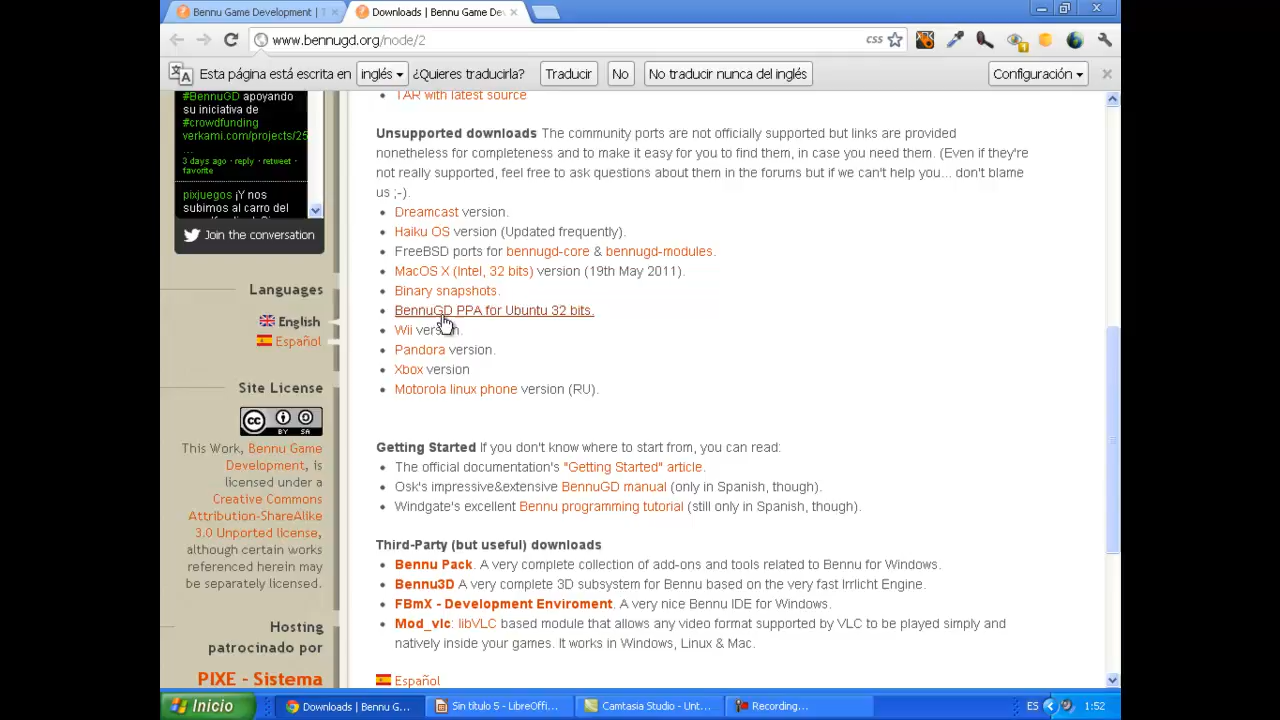 Bennu Game Development | T
Downloads | Bennu Game De
www.bennugd.org/node/2
css
Esta página está escrita en
inglés
¿Quieres traducirla?
Traducir
No
No traducir nunca del inglés
Configuración
#BennuGD apoyando
su iniciativa de
#crowdfunding
verkami.com/projects/25
...
3 days ago · reply · retweet ·
favorite
pixjuegos ¡Y nos
subimos al carro del
Join the conversation
Languages
English
Español
Site License
CC BY SA
This Work, Bennu Game
Development, is
licensed under a
Creative Commons
Attribution-ShareAlike
3.0 Unported license,
although certain works
referenced herein may
be separately licensed.
Hosting
patrocinado por
PIXE - Sistema
TAR with latest source
Unsupported downloads The community ports are not officially supported but links are provided
nonetheless for completeness and to make it easy for you to find them, in case you need them. (Even if they're
not really supported, feel free to ask questions about them in the forums but if we can't help you... don't blame
us ;-).
Dreamcast version.
Haiku OS version (Updated frequently).
FreeBSD ports for bennugd-core & bennugd-modules.
MacOS X (Intel, 32 bits) version (19th May 2011).
Binary snapshots.
BennuGD PPA for Ubuntu 32 bits.
Wii version.
Pandora version.
Xbox version
Motorola linux phone version (RU).
Getting Started If you don't know where to start from, you can read:
The official documentation's "Getting Started" article.
Osk's impressive&extensive BennuGD manual (only in Spanish, though).
Windgate's excellent Bennu programming tutorial (still only in Spanish, though).
Third-Party (but useful) downloads
Bennu Pack. A very complete collection of add-ons and tools related to Bennu for Windows.
Bennu3D A very complete 3D subsystem for Bennu based on the very fast Irrlicht Engine.
FBmX - Development Enviroment. A very nice Bennu IDE for Windows.
Mod_vlc: libVLC based module that allows any video format supported by VLC to be played simply and
natively inside your games. It works in Windows, Linux & Mac.
Español
Inicio
Downloads | Bennu G...
Sin título 5 - LibreOffi...
Camtasia Studio - Unt...
Recording...
ES
1:52